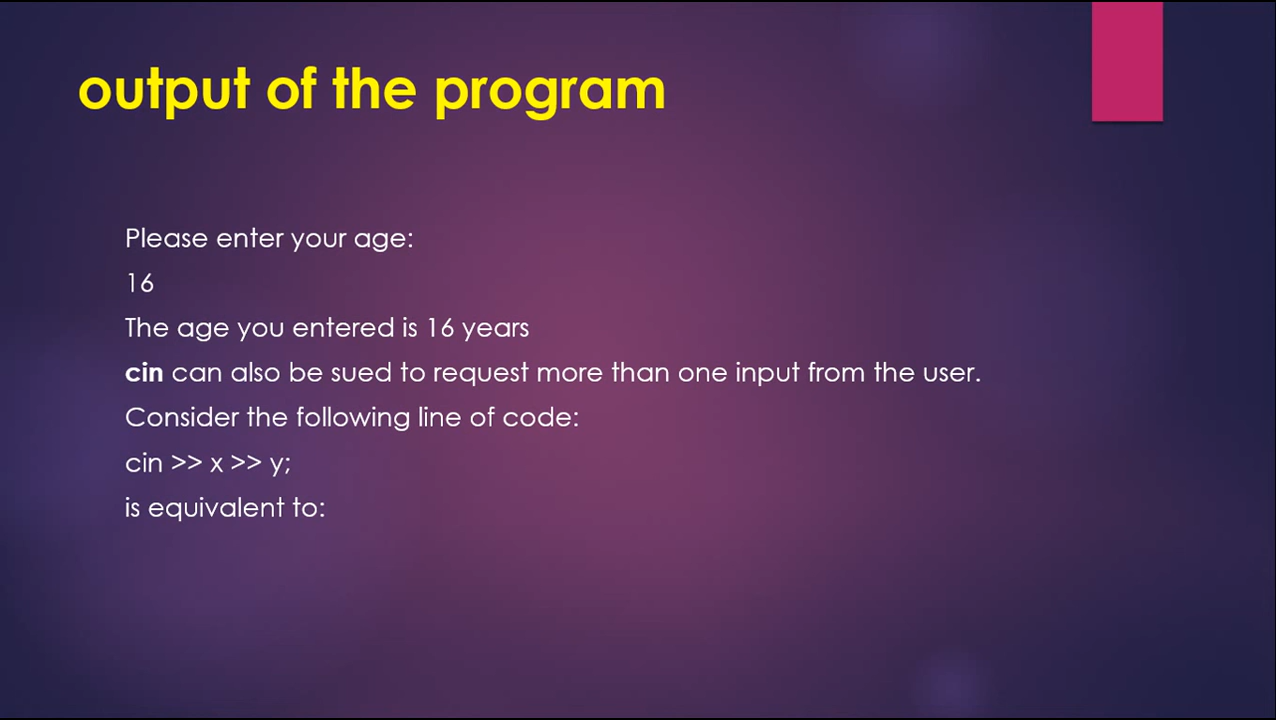 output of the program
Please enter your age:
16
The age you entered is 16 years
cin can also be sued to request more than one input from the user.
Consider the following line of code:
cin >> x >> y;
is equivalent to: